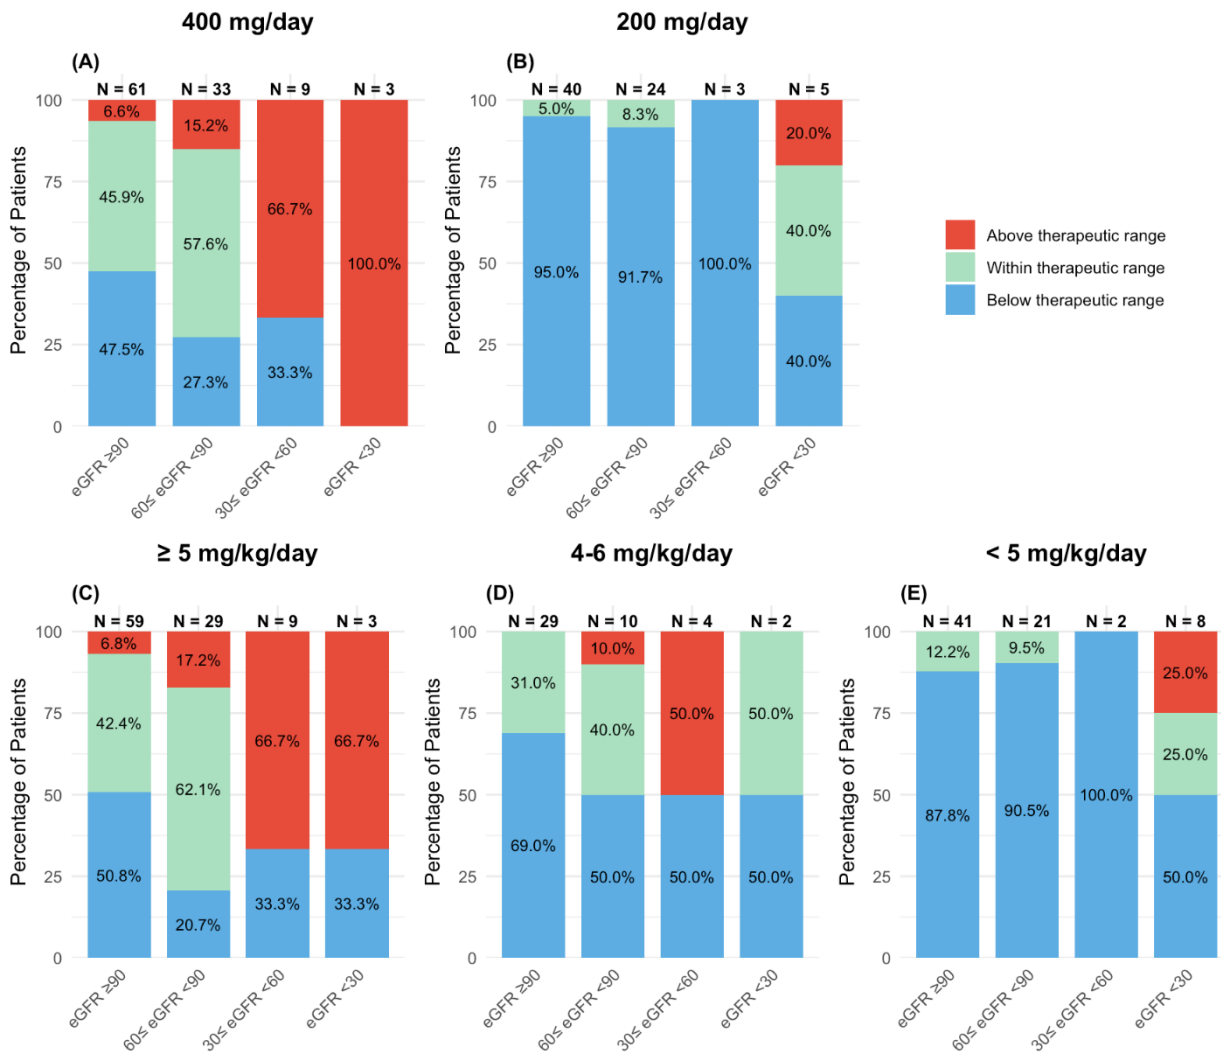 400 mg/day
200 mg/day
(A)
N = 61
N = 33
N = 9
N = 3
100
75
50
25
0
Percentage of Patients
6.6%
45.9%
47.5%
15.2%
57.6%
27.3%
66.7%
33.3%
100.0%
eGFR ≥90
60≤ eGFR <90
30≤ eGFR <60
eGFR <30
(B)
N = 40
N = 24
N = 3
N = 5
100
75
50
25
0
Percentage of Patients
5.0%
95.0%
8.3%
91.7%
100.0%
20.0%
40.0%
40.0%
eGFR ≥90
60≤ eGFR <90
30≤ eGFR <60
eGFR <30
Above therapeutic range
Within therapeutic range
Below therapeutic range
≥ 5 mg/kg/day
4-6 mg/kg/day
< 5 mg/kg/day
(C)
N = 59
N = 29
N = 9
N = 3
100
75
50
25
0
Percentage of Patients
6.8%
42.4%
50.8%
17.2%
62.1%
20.7%
66.7%
33.3%
66.7%
33.3%
eGFR ≥90
60≤ eGFR <90
30≤ eGFR <60
eGFR <30
(D)
N = 29
N = 10
N = 4
N = 2
100
75
50
25
0
Percentage of Patients
31.0%
69.0%
10.0%
40.0%
50.0%
50.0%
50.0%
50.0%
50.0%
eGFR ≥90
60≤ eGFR <90
30≤ eGFR <60
eGFR <30
(E)
N = 41
N = 21
N = 2
N = 8
100
75
50
25
0
Percentage of Patients
12.2%
87.8%
9.5%
90.5%
100.0%
25.0%
25.0%
50.0%
eGFR ≥90
60≤ eGFR <90
30≤ eGFR <60
eGFR <30